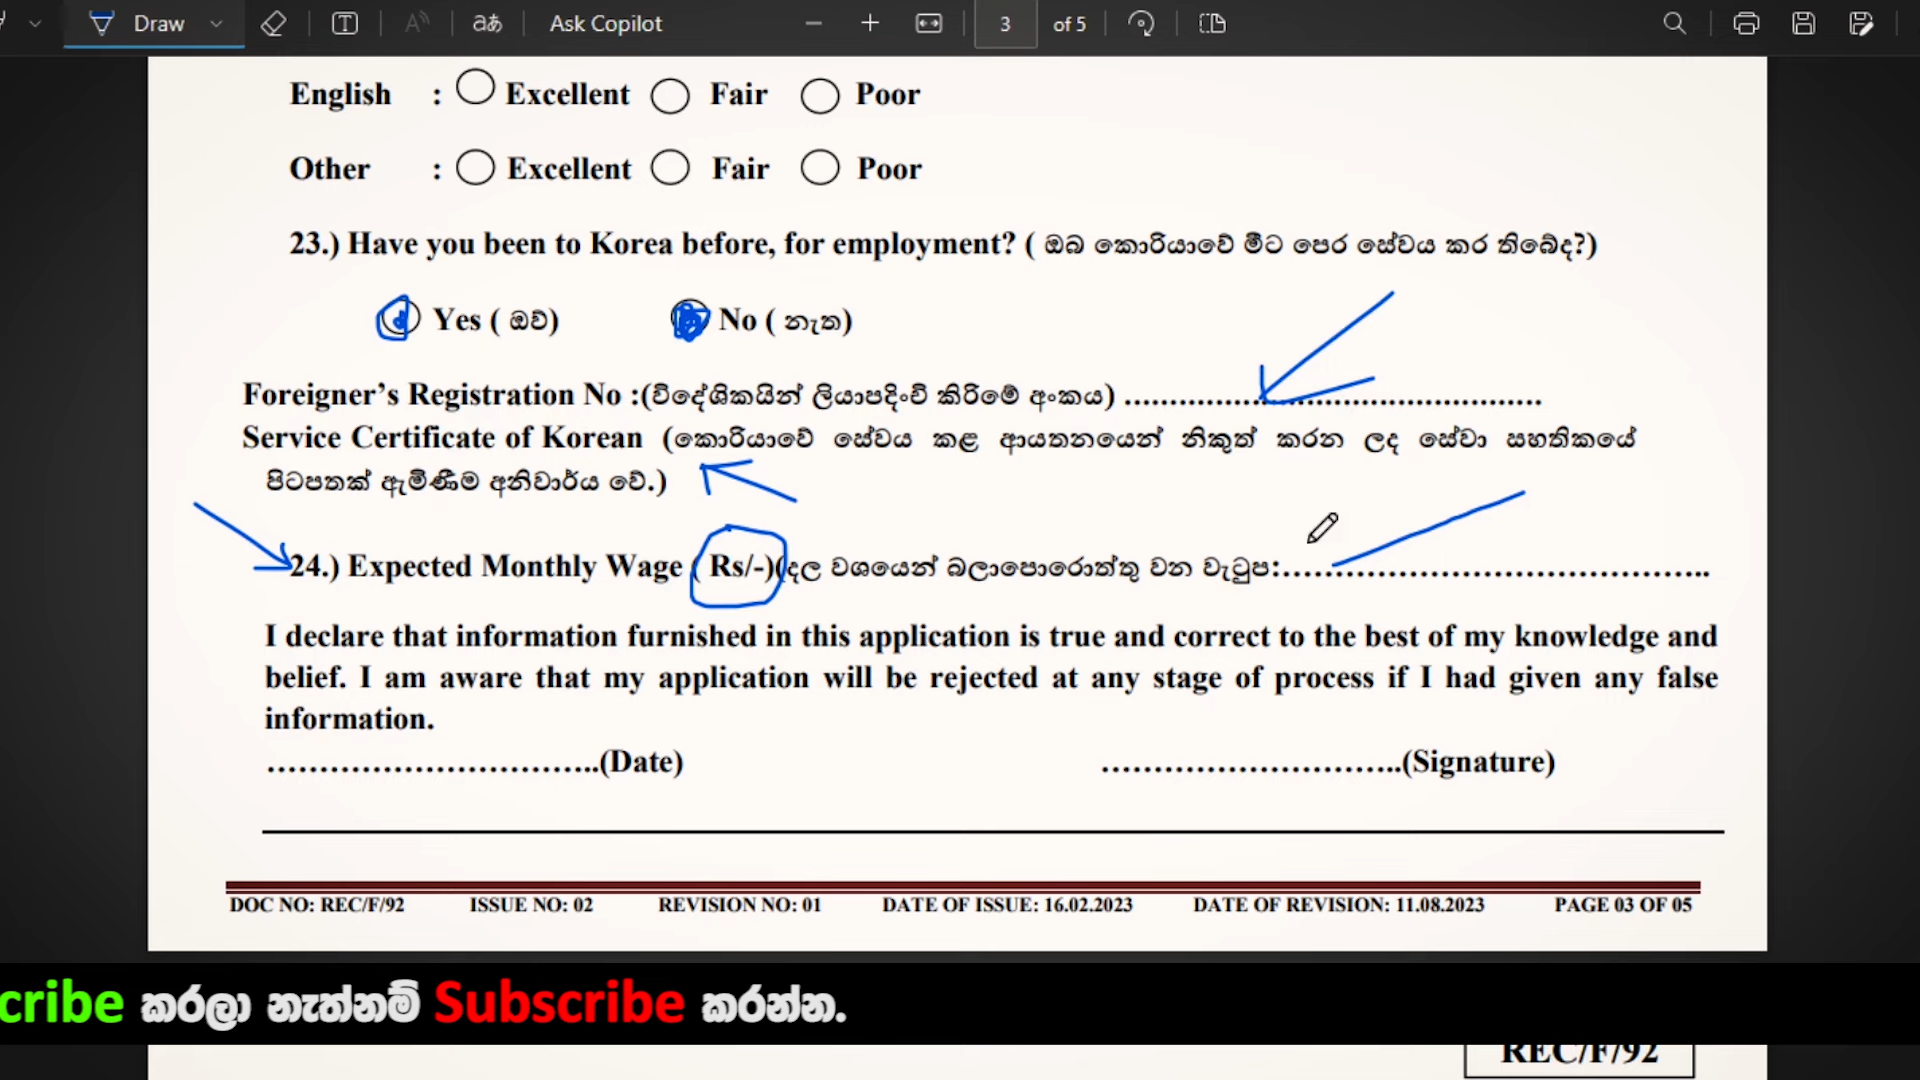 Draw
Ask Copilot
3 of 5
English : Excellent Fair Poor
Other : Excellent Fair Poor
23.) Have you been to Korea before, for employment? ( ඔබ කොරියාවේ මීට පෙර සේවය කර තිබේද?)
Yes ( ඔව්) No ( නැත)
Foreigner’s Registration No :(විදේශිකයින් ලියාපදිංචි කිරීමේ අංකය) ……………………………………….
Service Certificate of Korean (කොරියාවේ සේවය කළ ආයතනයෙන් නිකුත් කරන ලද සේවා සහතිකයේ
පිටපතක් ඇමිණීම අනිවාර්ය වේ.)
24.) Expected Monthly Wage ( Rs/-)(දල වශයෙන් බලාපොරොත්තු වන වැටුප:…………………………………..
I declare that information furnished in this application is true and correct to the best of my knowledge and
belief. I am aware that my application will be rejected at any stage of process if I had given any false
information.
…………………………..(Date) ………………………..(Signature)
DOC NO: REC/F/92 ISSUE NO: 02 REVISION NO: 01 DATE OF ISSUE: 16.02.2023 DATE OF REVISION: 11.08.2023 PAGE 03 OF 05
cribe කරලා නැත්නම් Subscribe කරන්න.
REC/F/92